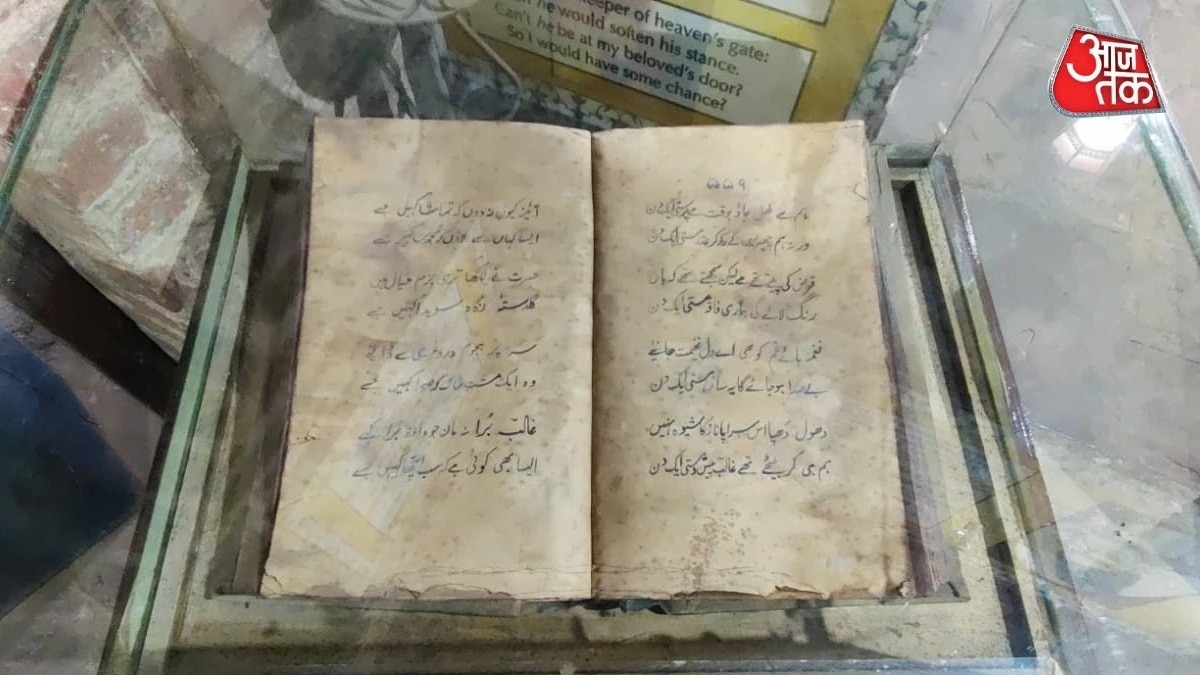 of heaven's gate:
he would soften his stance.
Can't he be at my beloved's door?
So I would have some chance?
आज
तक
ہم سے کھل جاؤ بوقت مے پرستی ایک دن
ورنہ ہم چھیڑیں گے رکھ کر عذر مستی ایک دن
قرض کی پیتے تھے مے لیکن سمجھتے تھے کہ ہاں
رنگ لائے گی ہماری فاقہ مستی ایک دن
نغمہ ہائے غم کو بھی اے دل غنیمت جانیے
بے صدا ہو جائے گا یہ ساز ہستی ایک دن
دھول دھپا اس سراپا ناز کا شیوہ نہیں
ہم ہی کر بیٹھے تھے غالب پیش دستی ایک دن
آئینہ کیوں نہ دوں کہ تماشا کہیں جسے
ایسا کہاں سے لاؤں کہ تجھ سا کہیں جسے
حسرت نے لا رکھا تری بزم خیال میں
گلدستۂ نگاہ سویدا کہیں جسے
سر پر ہجوم درد غریبی سے ڈالیے
وہ ایک مشت خاک کہ صحرا کہیں جسے
غالب برا نہ مان جو واعظ برا کہے
ایسا بھی کوئی ہے کہ سب اچھا کہیں جسے